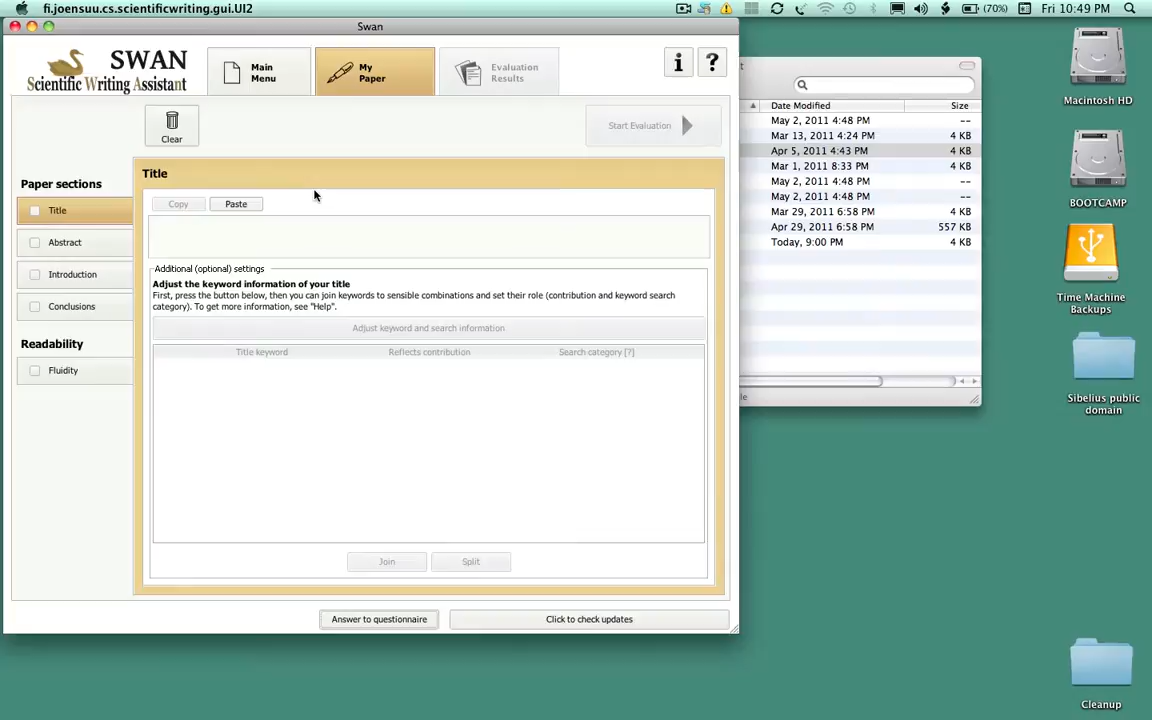 fi.joensuu.cs.scientificwriting.gui.UI2
(70%)
Fri 10:49 PM
Swan
SWAN
Scientific Writing Assistant
Main
Menu
My
Paper
Evaluation
Results
i
?
Clear
Start Evaluation
Paper sections
Title
Abstract
Introduction
Conclusions
Readability
Fluidity
Title
Copy
Paste
Additional (optional) settings
Adjust the keyword information of your title
First, press the button below, then you can join keywords to sensible combinations and set their role (contribution and keyword search
category). To get more information, see "Help".
Adjust keyword and search information
Title keyword
Reflects contribution
Search category [?]
Join
Split
Answer to questionnaire
Click to check updates
Date Modified
Size
May 2, 2011 4:48 PM
--
Mar 13, 2011 4:24 PM
4 KB
Apr 5, 2011 4:43 PM
4 KB
Mar 1, 2011 8:33 PM
4 KB
May 2, 2011 4:48 PM
--
May 2, 2011 4:48 PM
--
Mar 29, 2011 6:58 PM
4 KB
Apr 29, 2011 6:58 PM
557 KB
Today, 9:00 PM
4 KB
Macintosh HD
BOOTCAMP
Time Machine
Backups
Sibelius public
domain
Cleanup